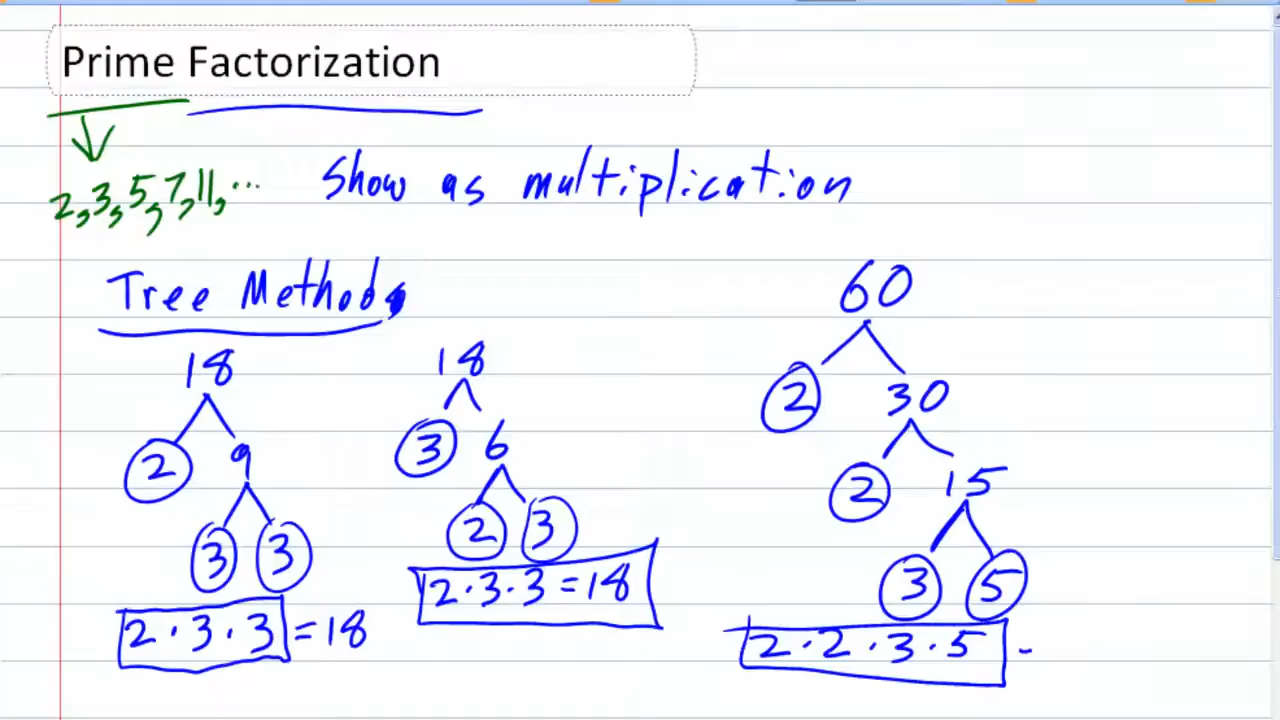 Prime Factorization
2, 3, 5, 7, 11, ...
Show as multiplication
Tree Method
18
2 9
3 3
2 · 3 · 3 = 18
18
3 6
2 3
2 · 3 · 3 = 18
60
2 30
2 15
3 5
2 · 2 · 3 · 5 -